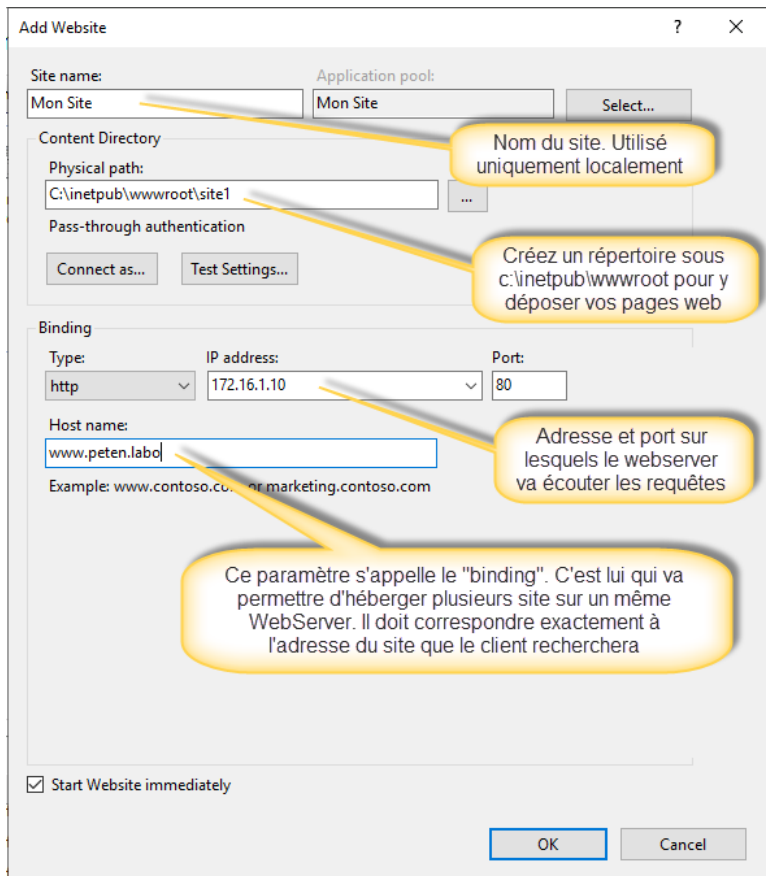 Add Website
? ×
Site name:
Application pool:
Mon Site
Mon Site
Select...
Nom du site. Utilisé
uniquement localement
Content Directory
Physical path:
C:\inetpub\wwwroot\site1
...
Pass-through authentication
Connect as...
Test Settings...
Créez un répertoire sous
c:\inetpub\wwwroot pour y
déposer vos pages web
Binding
Type:
IP address:
Port:
http
172.16.1.10
80
Host name:
www.peten.labo
Adresse et port sur
lesquels le webserver
va écouter les requêtes
Example: www.contoso.co or marketing.contoso.com
Ce paramètre s'appelle le "binding". C'est lui qui va
permettre d'héberger plusieurs site sur un même
WebServer. Il doit correspondre exactement à
l'adresse du site que le client recherchera
Start Website immediately
OK
Cancel